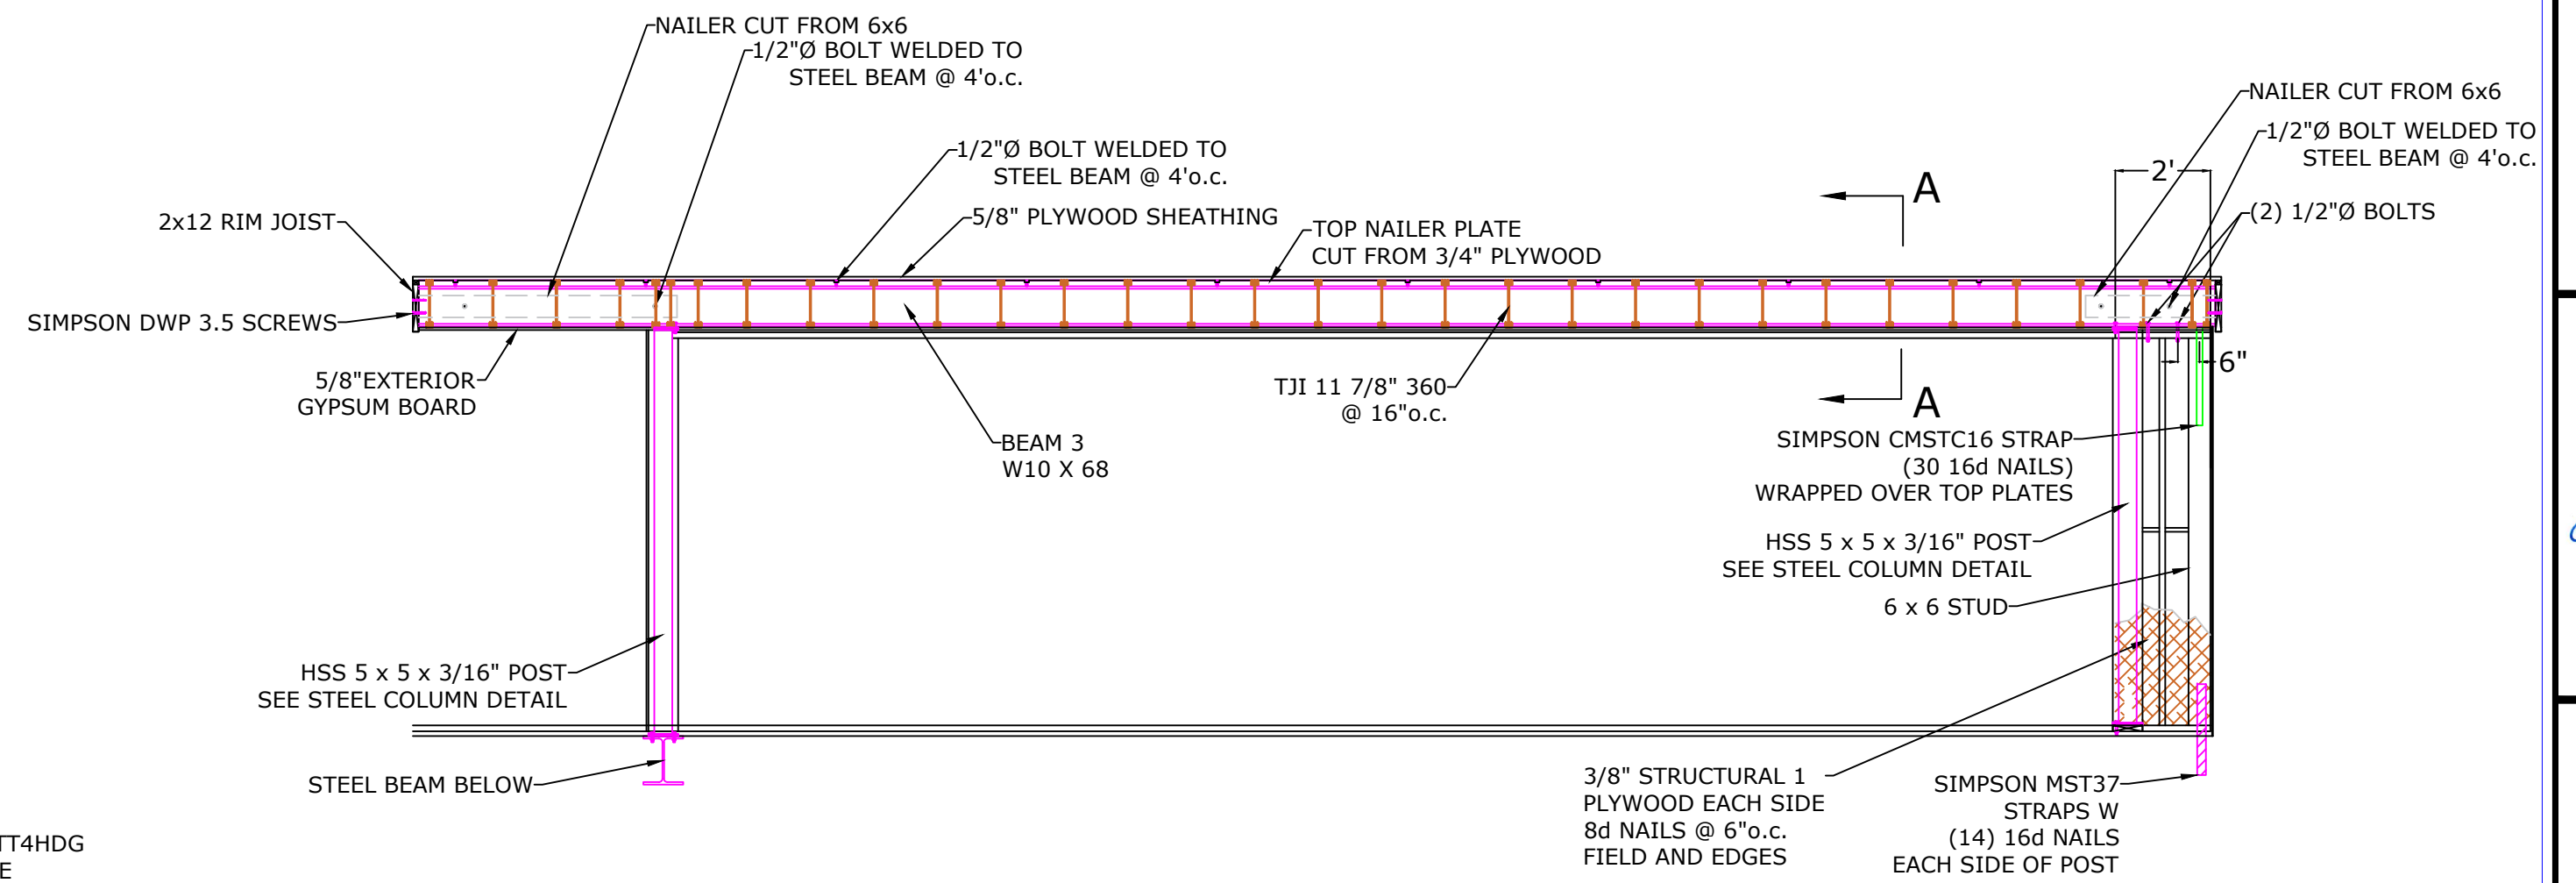 NAILER CUT FROM 6x6
1/2"Ø BOLT WELDED TO
STEEL BEAM @ 4'o.c.
NAILER CUT FROM 6x6
1/2"Ø BOLT WELDED TO
STEEL BEAM @ 4'o.c.
1/2"Ø BOLT WELDED TO
STEEL BEAM @ 4'o.c.
2'
A
(2) 1/2"Ø BOLTS
2x12 RIM JOIST
5/8" PLYWOOD SHEATHING
TOP NAILER PLATE
CUT FROM 3/4" PLYWOOD
SIMPSON DWP 3.5 SCREWS
5/8"EXTERIOR
GYPSUM BOARD
TJI 11 7/8" 360
@ 16"o.c.
A
6"
BEAM 3
W10 X 68
SIMPSON CMSTC16 STRAP
(30 16d NAILS)
WRAPPED OVER TOP PLATES
HSS 5 x 5 x 3/16" POST
SEE STEEL COLUMN DETAIL
6 x 6 STUD
HSS 5 x 5 x 3/16" POST
SEE STEEL COLUMN DETAIL
STEEL BEAM BELOW
3/8" STRUCTURAL 1
PLYWOOD EACH SIDE
8d NAILS @ 6"o.c.
FIELD AND EDGES
SIMPSON MST37
STRAPS W
(14) 16d NAILS
EACH SIDE OF POST
TT4HDG
E